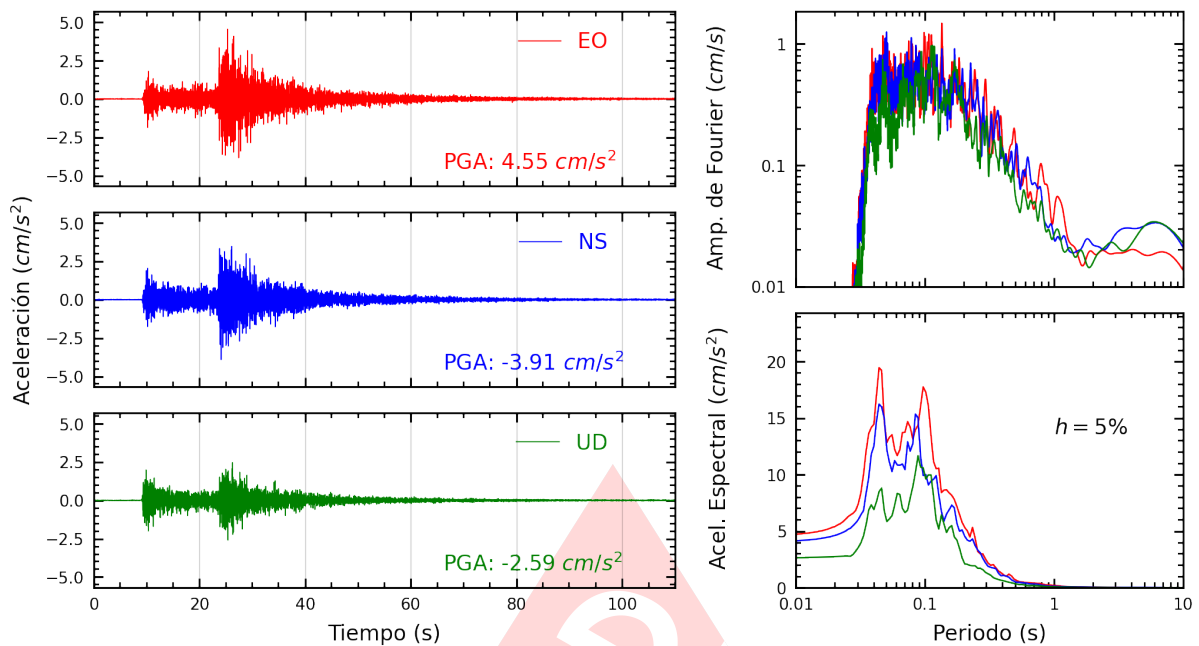 Aceleración (cm/s²)
5.0
2.5
0.0
−2.5
−5.0
EO
PGA: 4.55 cm/s²
5.0
2.5
0.0
−2.5
−5.0
NS
PGA: -3.91 cm/s²
5.0
2.5
0.0
−2.5
−5.0
UD
PGA: -2.59 cm/s²
0 20 40 60 80 100
Tiempo (s)
Amp. de Fourier (cm/s)
1
0.1
0.01
Acel. Espectral (cm/s²)
20
15
10
5
0
h = 5%
0.01 0.1 1 10
Periodo (s)